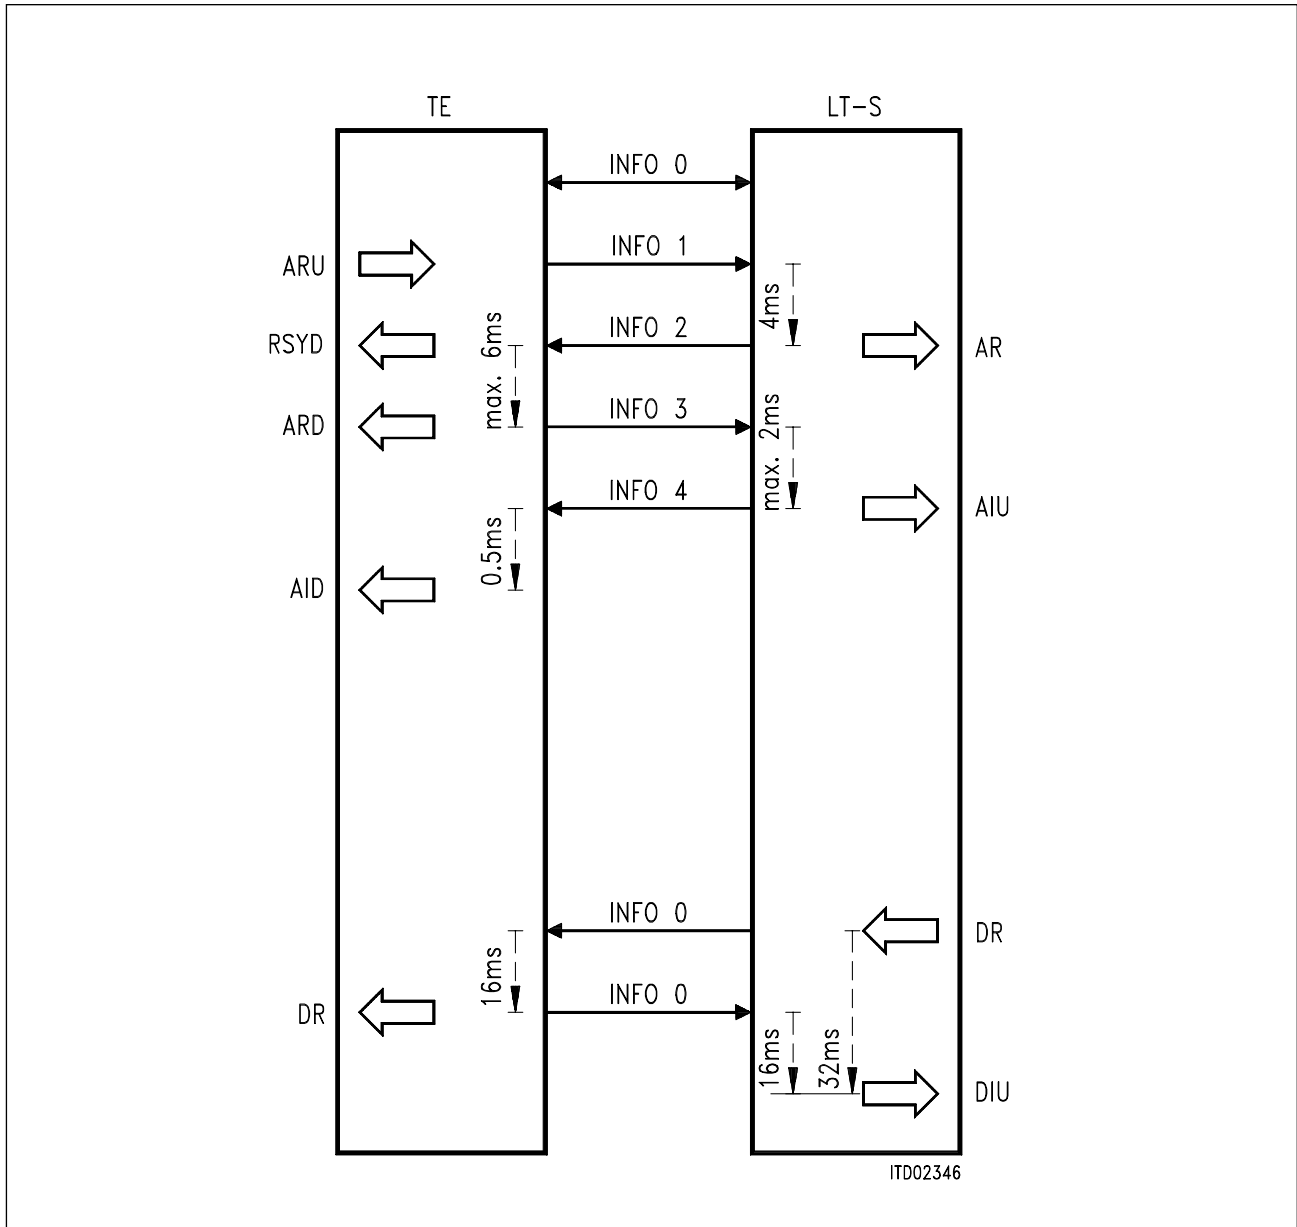 TE
LT-S
INFO 0
ARU
INFO 1
4ms
RSYD
max. 6ms
INFO 2
AR
ARD
INFO 3
max. 2ms
INFO 4
AIU
0.5ms
AID
INFO 0
DR
16ms
INFO 0
DR
16ms
32ms
DIU
ITD02346